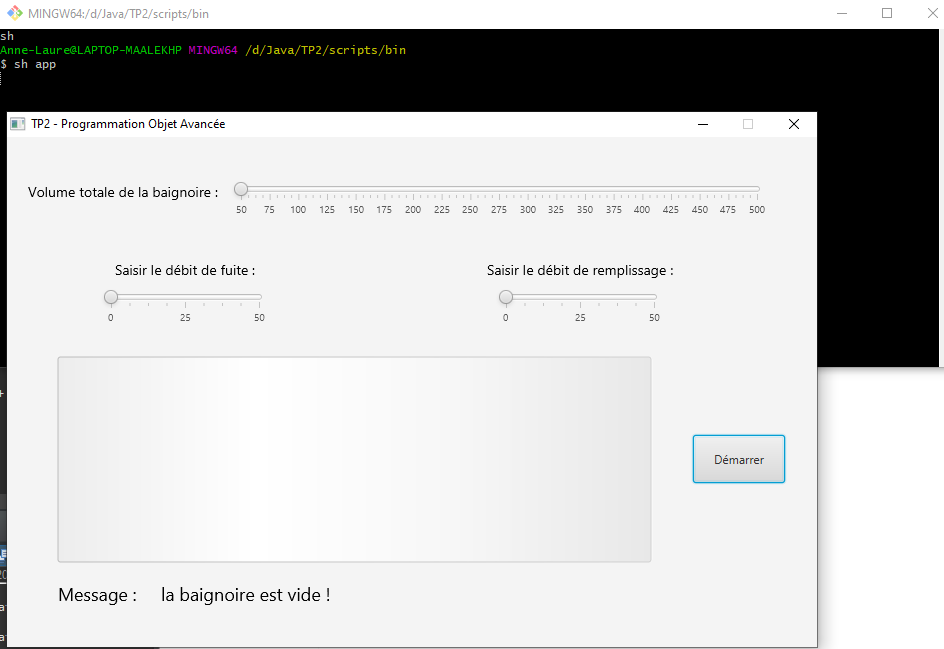 MINGW64:/d/Java/TP2/scripts/bin
sh
Anne-Laure@LAPTOP-MAALEKHP MINGW64 /d/Java/TP2/scripts/bin
$ sh app
TP2 - Programmation Objet Avancée
Volume totale de la baignoire :
50 75 100 125 150 175 200 225 250 275 300 325 350 375 400 425 450 475 500
Saisir le débit de fuite : Saisir le débit de remplissage :
0 25 50 0 25 50
Démarrer
Message : la baignoire est vide !